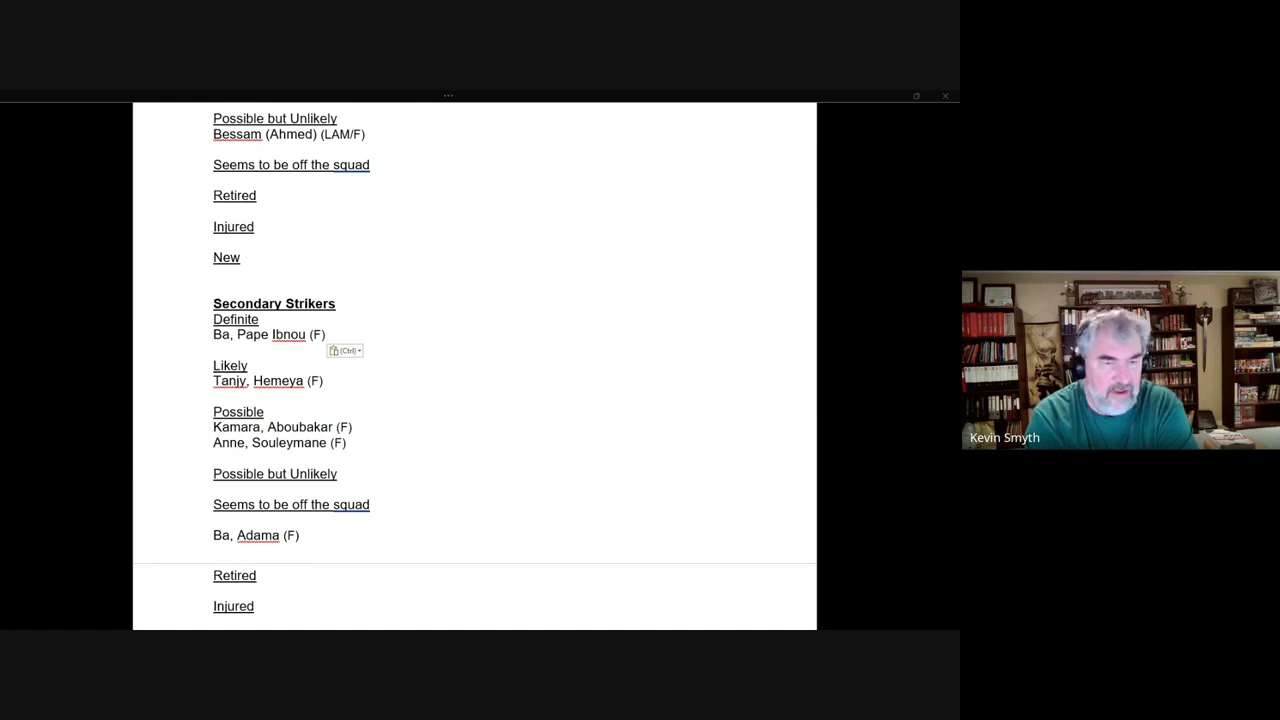 Possible but Unlikely
Bessam (Ahmed) (LAM/F)
Seems to be off the squad
Retired
Injured
New
Secondary Strikers
Definite
Ba, Pape Ibnou (F)
(Ctrl)
Likely
Tanjy, Hemeya (F)
Possible
Kamara, Aboubakar (F)
Anne, Souleymane (F)
Possible but Unlikely
Seems to be off the squad
Ba, Adama (F)
Retired
Injured
Kevin Smyth